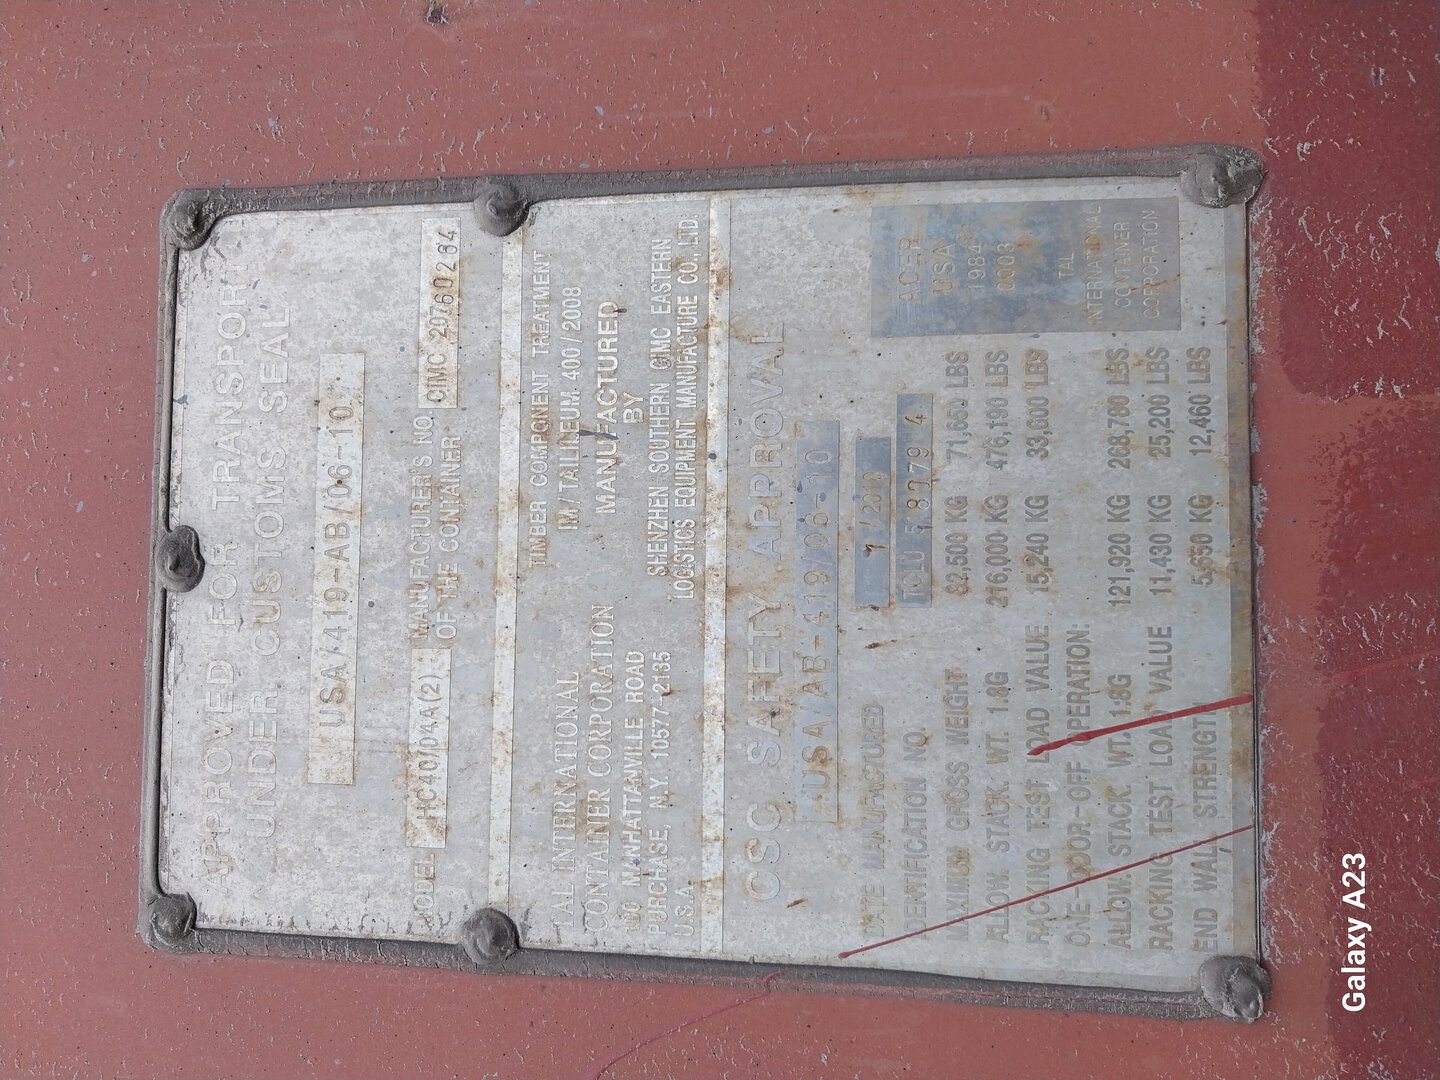 APPROVED FOR TRANSPORT
UNDER CUSTOMS SEAL
USA/419-AB/06-10
MODEL HC40/04A(2) MANUFACTURER'S NO.
OF THE CONTAINER CIMC 29760264
TIMBER COMPONENT TREATMENT
IM/TAILILEUM 400/2008
MANUFACTURED
BY
SHENZHEN SOUTHERN CIMC EASTERN
LOGISTICS EQUIPMENT MANUFACTURE CO., LTD.
TAL INTERNATIONAL
CONTAINER CORPORATION
100 MANHATTANVILLE ROAD
PURCHASE, N.Y. 10577-2135
U.S.A.
CSC SAFETY APPROVAL
USA/AB-419/06-10
DATE MANUFACTURED 1/2010
IDENTIFICATION NO. TCLU
MAXIMUM GROSS WEIGHT 32,500 KG 71,650 LBS
ALLOW. STACK. WT. 1.8G 216,000 KG 476,190 LBS
RACKING TEST LOAD VALUE 15,240 KG 33,600 LBS
ONE-DOOR-OFF OPERATION:
ALLOW. STACK. WT. 1.8G 121,920 KG 268,780 LBS.
RACKING TEST LOAD VALUE 11,430 KG 25,200 LBS
END WALL STRENGTH 5,650 KG 12,460 LBS
ACEP
USA
1984
0003
TAL
INTERNATIONAL
CONTAINER
CORPORATION
Galaxy A23